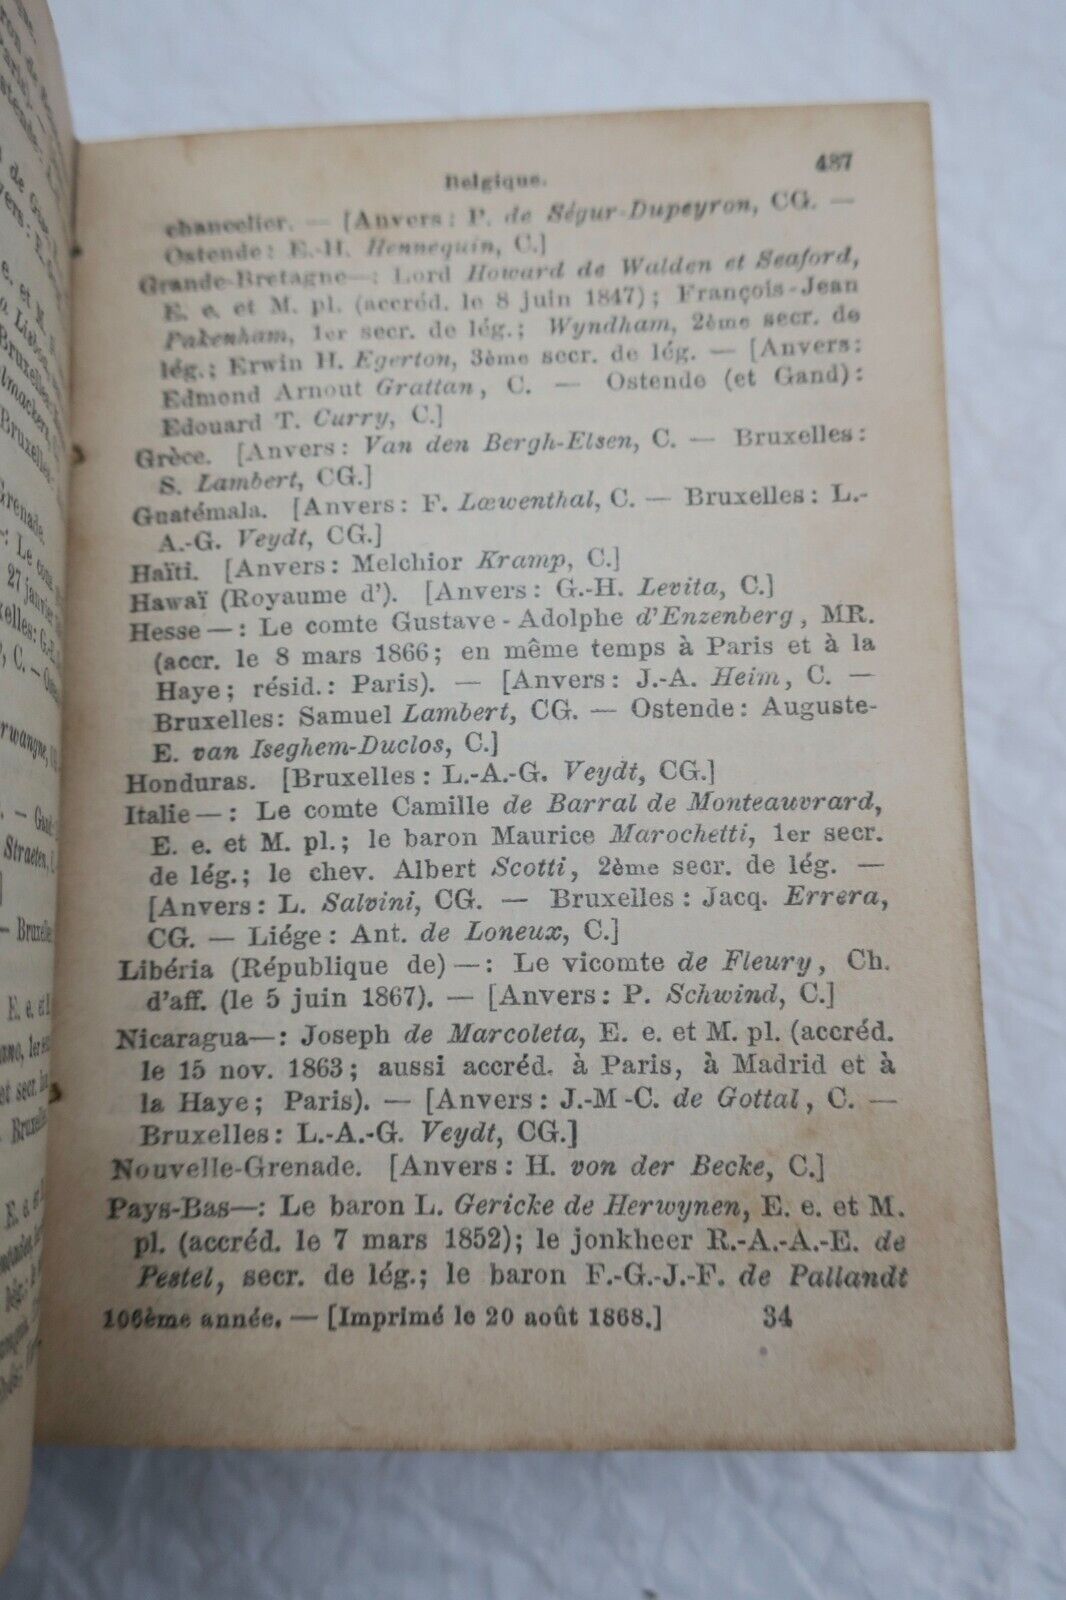 Belgique. 487
chancelier. — [Anvers: P. de Ségur-Dupeyron, CG. —
Ostende: E.-H. Hennequin, C.]
Grande-Bretagne—: Lord Howard de Walden et Seaford,
E. e. et M. pl. (accréd. le 8 juin 1847); François-Jean
Pakenham, 1er secr. de lég.; Wyndham, 2ème secr. de
lég.; Erwin H. Egerton, 3ème secr. de lég. — [Anvers:
Edmond Arnout Grattan, C. — Ostende (et Gand):
Edouard T. Curry, C.]
Grèce. [Anvers: Van den Bergh-Elsen, C. — Bruxelles:
S. Lambert, CG.]
Guatémala. [Anvers: F. Lœwenthal, C. — Bruxelles: L.-
A.-G. Veydt, CG.]
Haïti. [Anvers: Melchior Kramp, C.]
Hawaï (Royaume d'). [Anvers: G.-H. Levita, C.]
Hesse—: Le comte Gustave-Adolphe d'Enzenberg, MR.
(accr. le 8 mars 1866; en même temps à Paris et à la
Haye; résid.: Paris). — [Anvers: J.-A. Heim, C. —
Bruxelles: Samuel Lambert, CG. — Ostende: Auguste-
E. van Iseghem-Duclos, C.]
Honduras. [Bruxelles: L.-A.-G. Veydt, CG.]
Italie—: Le comte Camille de Barral de Monteauvrard,
E. e. et M. pl.; le baron Maurice Marochetti, 1er secr.
de lég.; le chev. Albert Scotti, 2ème secr. de lég. —
[Anvers: L. Salvini, CG. — Bruxelles: Jacq. Errera,
CG. — Liége: Ant. de Loneux, C.]
Libéria (République de)—: Le vicomte de Fleury, Ch.
d'aff. (le 5 juin 1867). — [Anvers: P. Schwind, C.]
Nicaragua—: Joseph de Marcoleta, E. e. et M. pl. (accréd.
le 15 nov. 1863; aussi accréd. à Paris, à Madrid et à
la Haye; Paris). — [Anvers: J.-M-C. de Gottal, C. —
Bruxelles: L.-A.-G. Veydt, CG.]
Nouvelle-Grenade. [Anvers: H. von der Becke, C.]
Pays-Bas—: Le baron L. Gericke de Herwynen, E. e. et M.
pl. (accréd. le 7 mars 1852); le jonkheer R.-A.-A.-E. de
Pestel, secr. de lég.; le baron F.-G.-J.-F. de Pallandt
106ème année. — [Imprimé le 20 août 1868.] 34